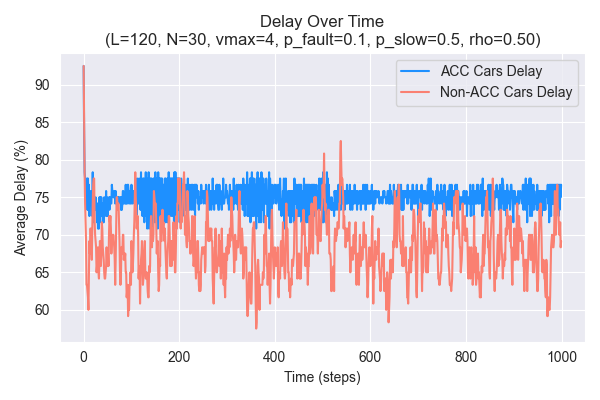 Delay Over Time
(L=120, N=30, vmax=4, p_fault=0.1, p_slow=0.5, rho=0.50)
ACC Cars Delay
Non-ACC Cars Delay
Average Delay (%)
90
85
80
75
70
65
60
0 200 400 600 800 1000
Time (steps)